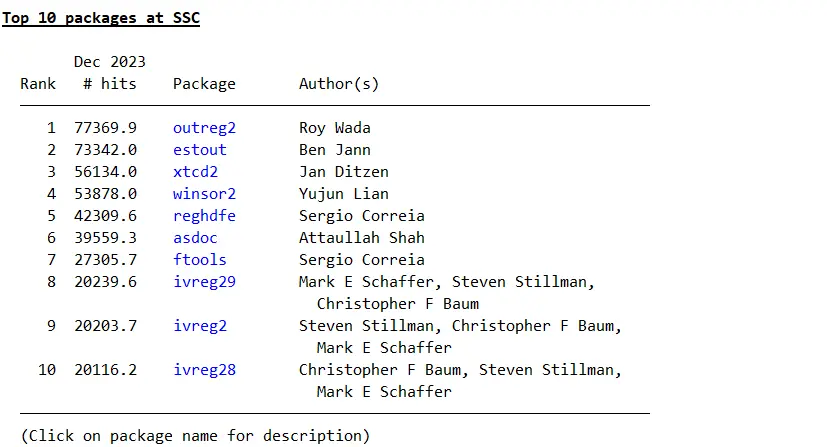 Top 10 packages at SSC
Dec 2023
Rank # hits Package Author(s)
1 77369.9 outreg2 Roy Wada
2 73342.0 estout Ben Jann
3 56134.0 xtcd2 Jan Ditzen
4 53878.0 winsor2 Yujun Lian
5 42309.6 reghdfe Sergio Correia
6 39559.3 asdoc Attaullah Shah
7 27305.7 ftools Sergio Correia
8 20239.6 ivreg29 Mark E Schaffer, Steven Stillman,
Christopher F Baum
9 20203.7 ivreg2 Steven Stillman, Christopher F Baum,
Mark E Schaffer
10 20116.2 ivreg28 Christopher F Baum, Steven Stillman,
Mark E Schaffer
(Click on package name for description)